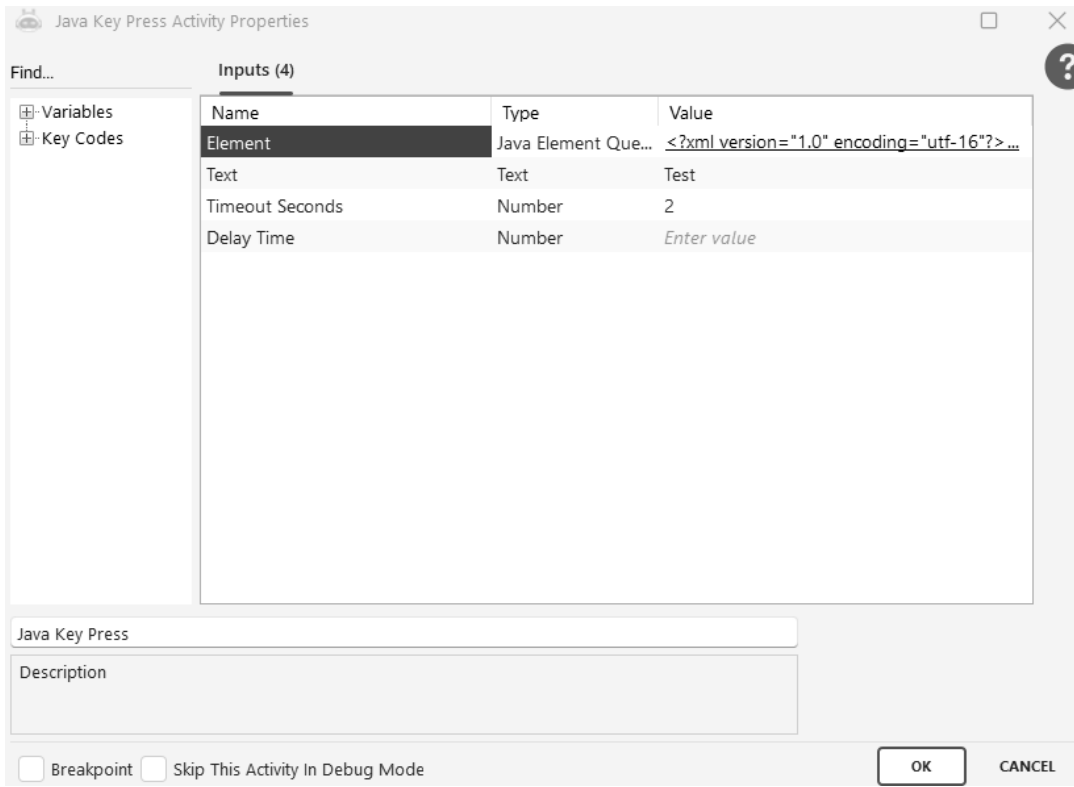 Java Key Press Activity Properties
Find...
Inputs (4)
?
Variables
Key Codes
Name Type Value
Element Java Element Que... <?xml version="1.0" encoding="utf-16"?>...
Text Text Test
Timeout Seconds Number 2
Delay Time Number Enter value
Java Key Press
Description
Breakpoint Skip This Activity In Debug Mode OK CANCEL